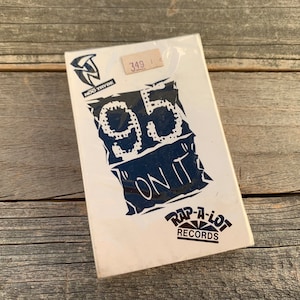 349
95
"ON IT"
RAP-A-LOT
RECORDS